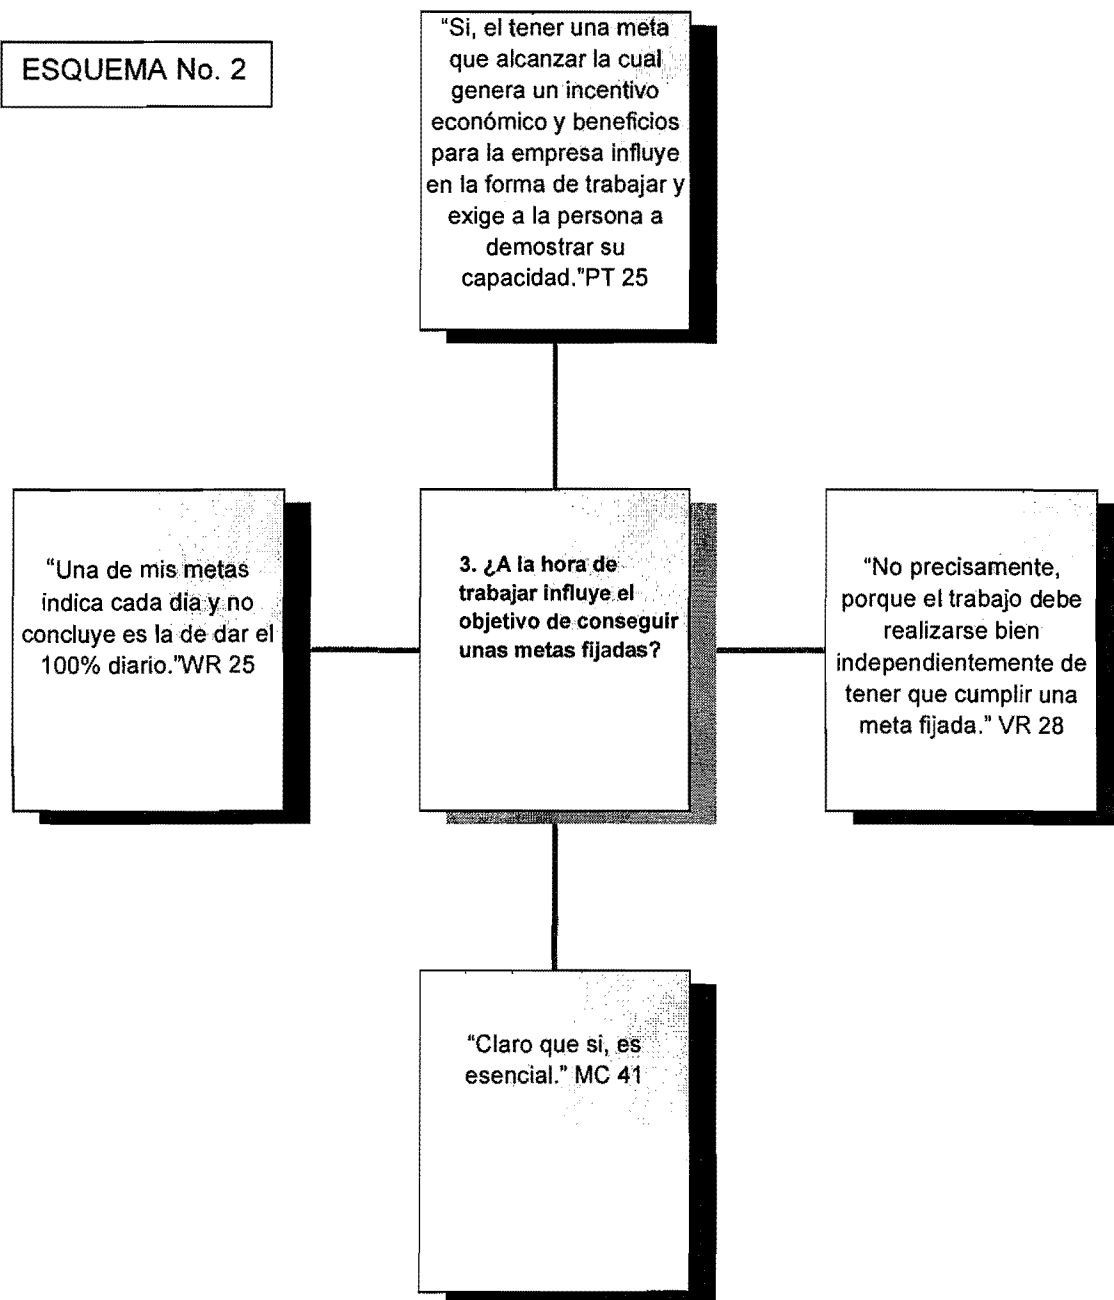 ESQUEMA No. 2
“Si, el tener una meta
que alcanzar la cual
genera un incentivo
económico y beneficios
para la empresa influye
en la forma de trabajar y
exige a la persona a
demostrar su
capacidad.”PT 25
“Una de mis metas
indica cada dia y no
concluye es la de dar el
100% diario.”WR 25
3. ¿A la hora de
trabajar influye el
objetivo de conseguir
unas metas fijadas?
“No precisamente,
porque el trabajo debe
realizarse bien
independientemente de
tener que cumplir una
meta fijada.” VR 28
“Claro que si, es
esencial.” MC 41